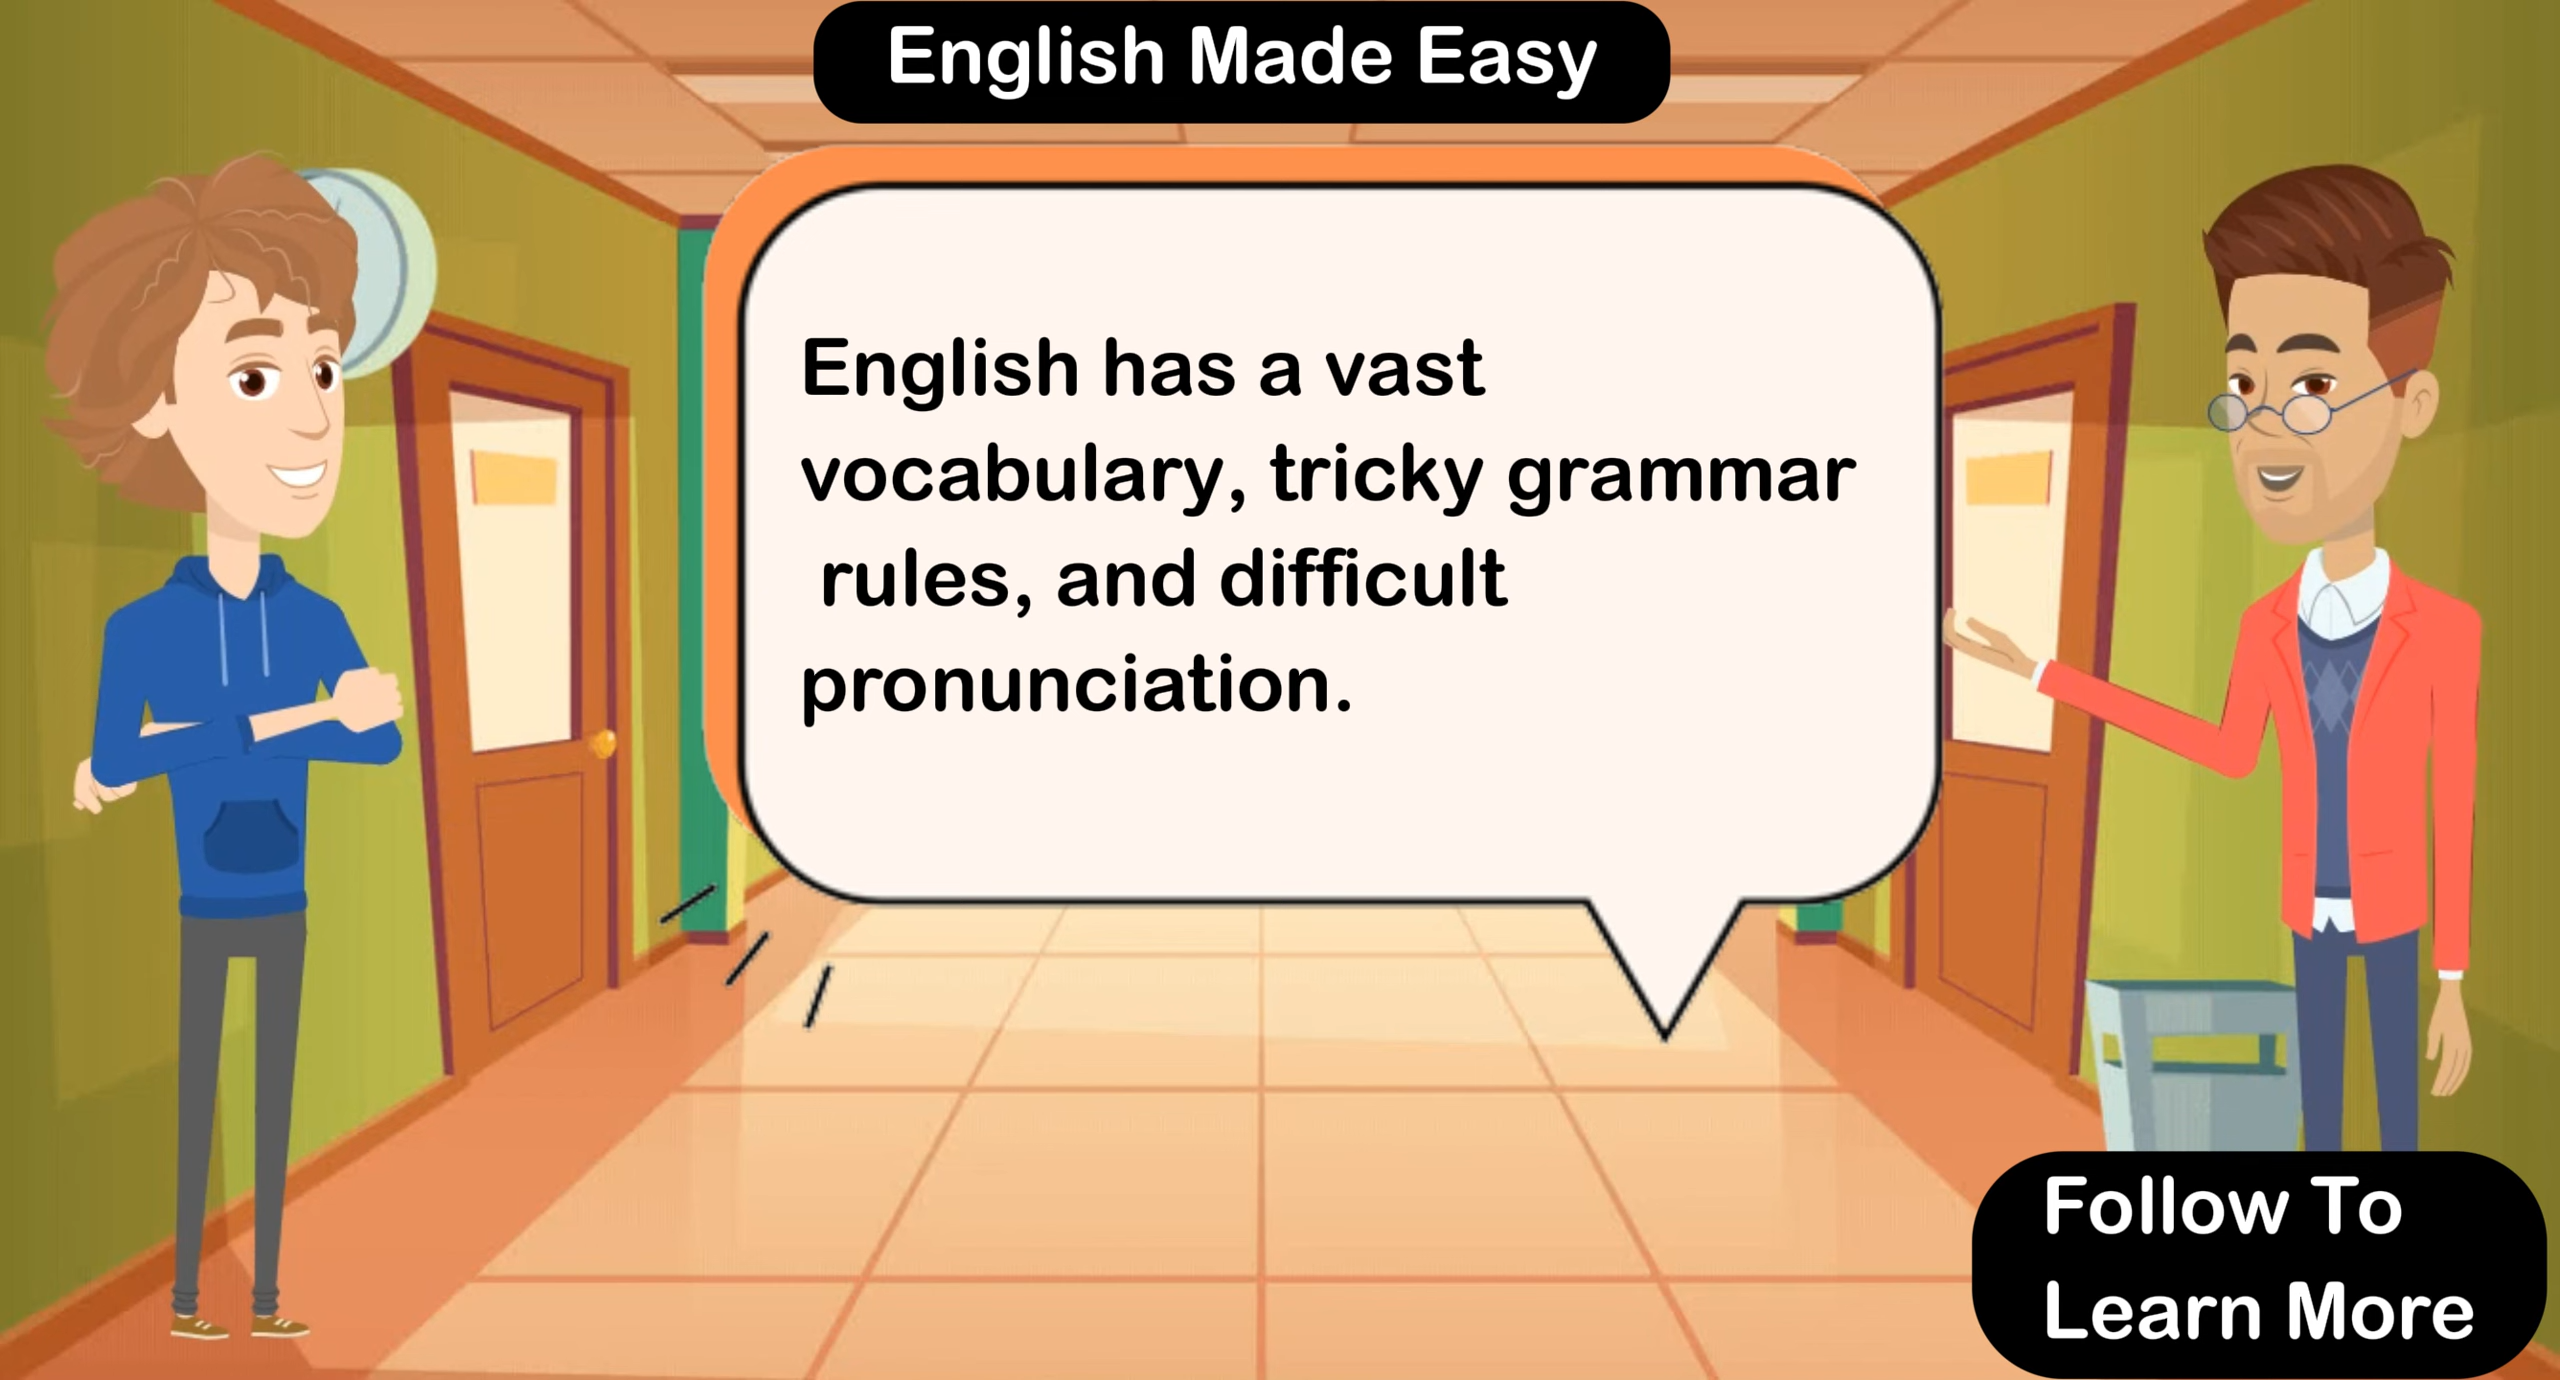 English Made Easy
English has a vast
vocabulary, tricky grammar
rules, and difficult
pronunciation.
Follow To
Learn More